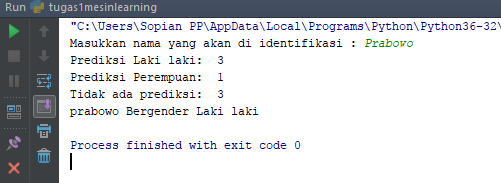 Run tugas1mesinlearning
"C:\Users\Sopian PP\AppData\Local\Programs\Python\Python36-32\
Masukkan nama yang akan di identifikasi : Prabowo
Prediksi Laki laki: 3
Prediksi Perempuan: 1
Tidak ada prediksi: 3
prabowo Bergender Laki laki
Process finished with exit code 0